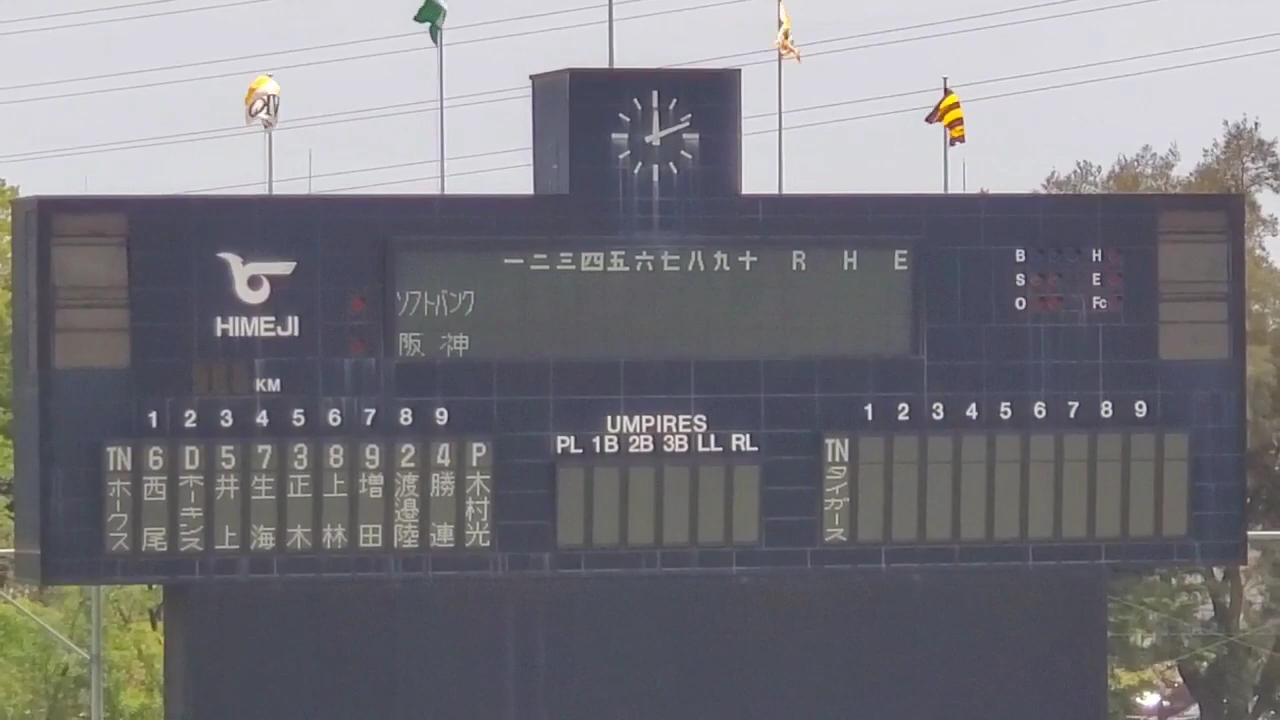 一二三四五六七八九十 R H E
ソフトバンク
阪神
HIMEJI
KM
B H
S E
O Fc
1 2 3 4 5 6 7 8 9
TN 6 D 5 7 3 8 9 2 4 P
ホークス 西尾 ホーキンス 井上 生海 正木 上林 増田 渡邉陸 勝連 木村光
UMPIRES
PL 1B 2B 3B LL RL
1 2 3 4 5 6 7 8 9
TN
タイガース